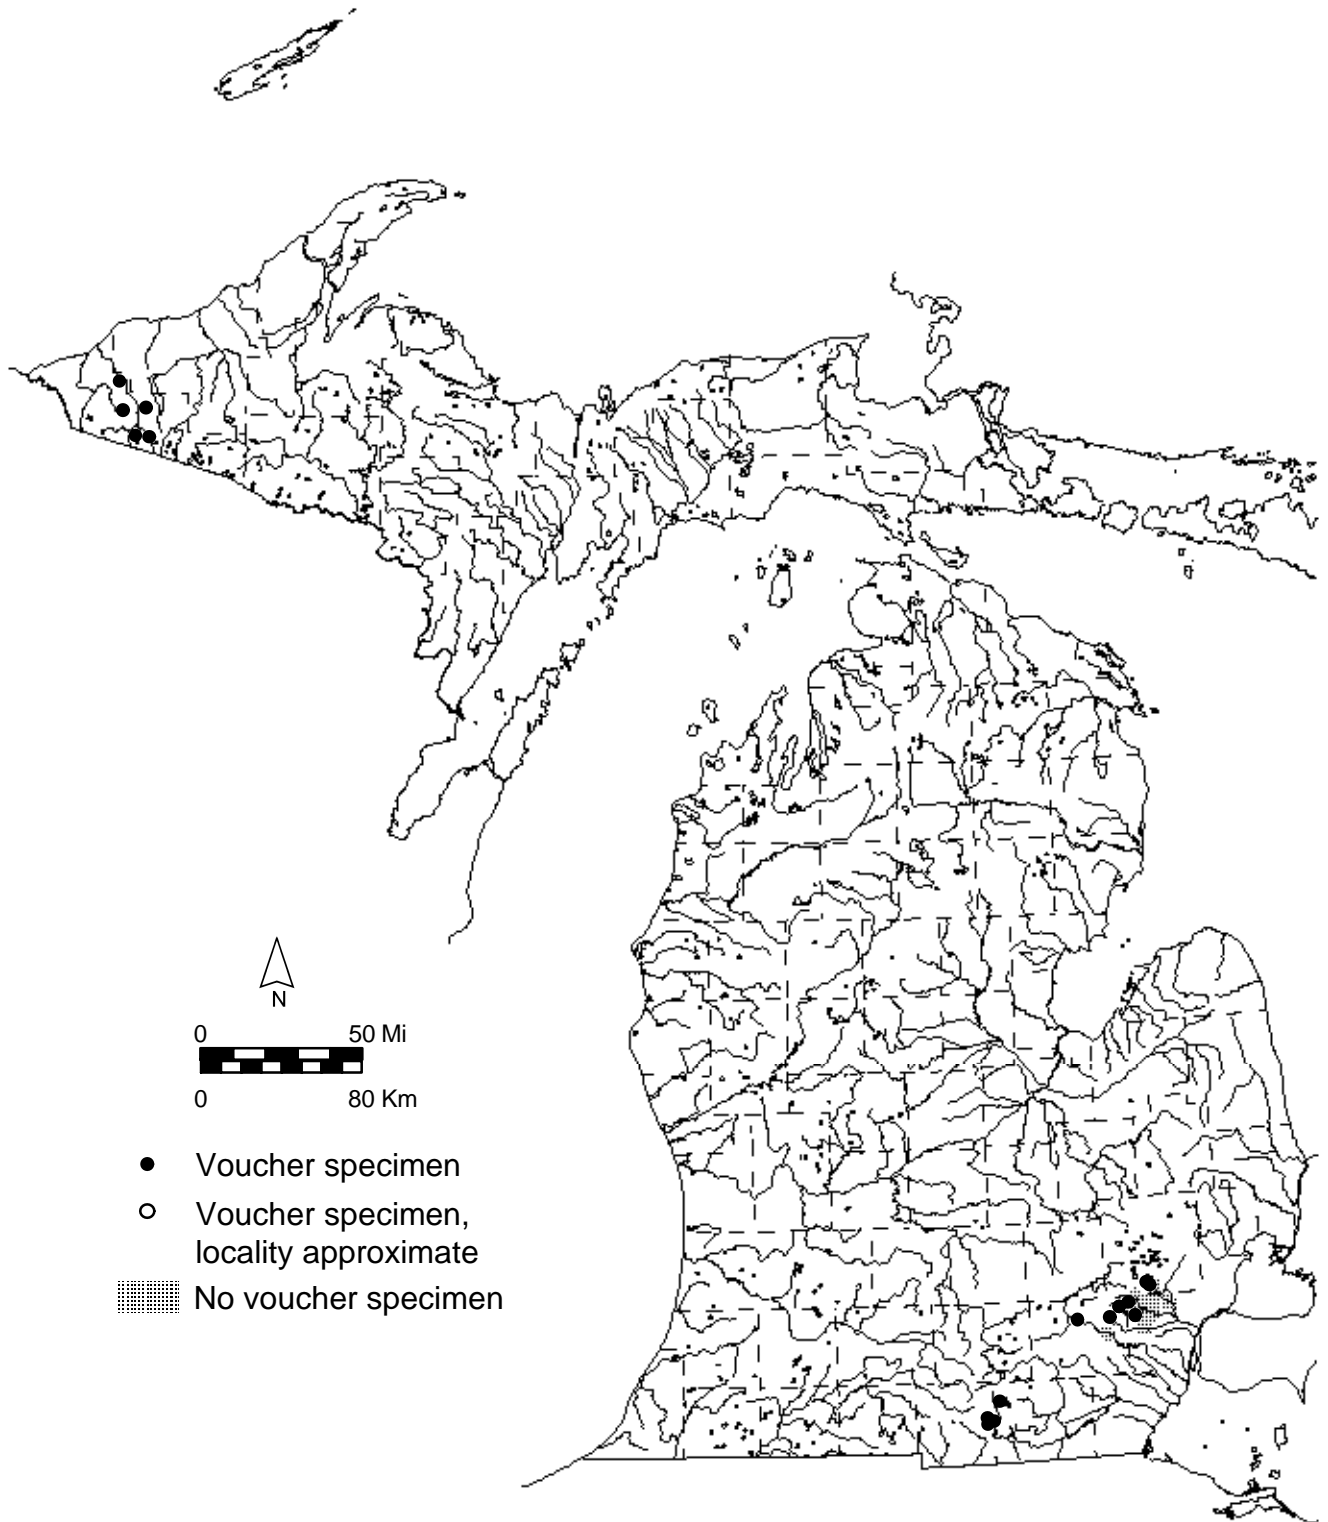 N
0 50 Mi
0 80 Km
Voucher specimen
Voucher specimen,
locality approximate
No voucher specimen